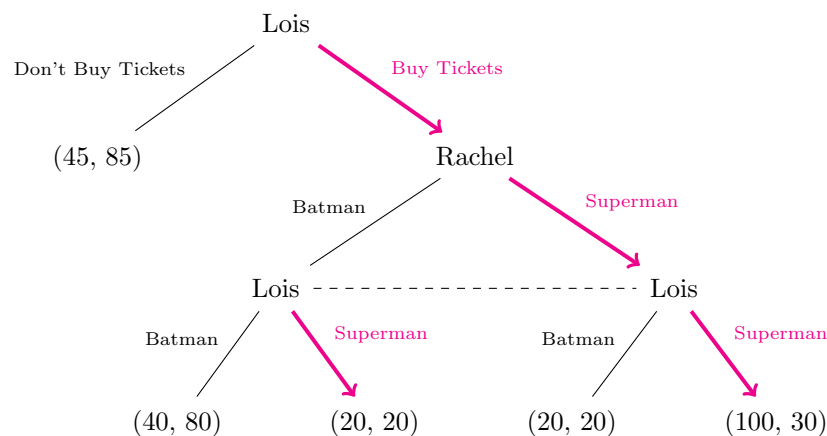 Lois
Don't Buy Tickets
Buy Tickets
(45, 85)
Rachel
Batman
Superman
Lois
Lois
Batman
Superman
Batman
Superman
(40, 80)
(20, 20)
(20, 20)
(100, 30)